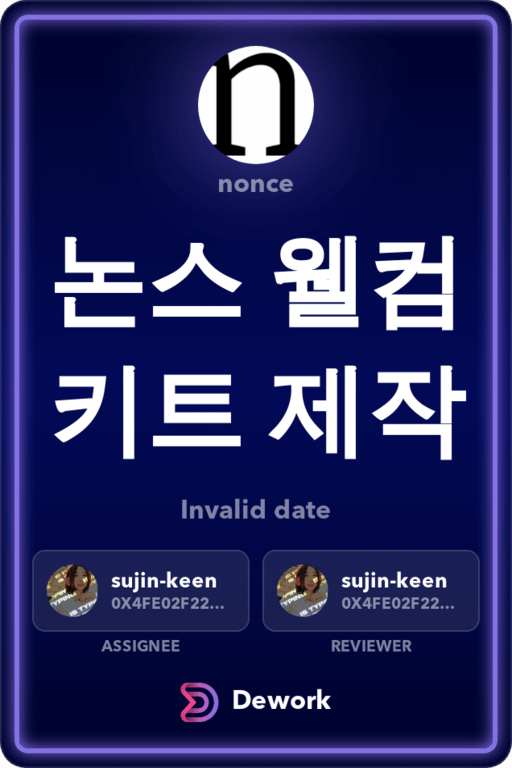 n
nonce
논스 웰컴
키트 제작
Invalid date
sujin-keen
0X4FE02F22...
sujin-keen
0X4FE02F22...
ASSIGNEE
REVIEWER
Dework